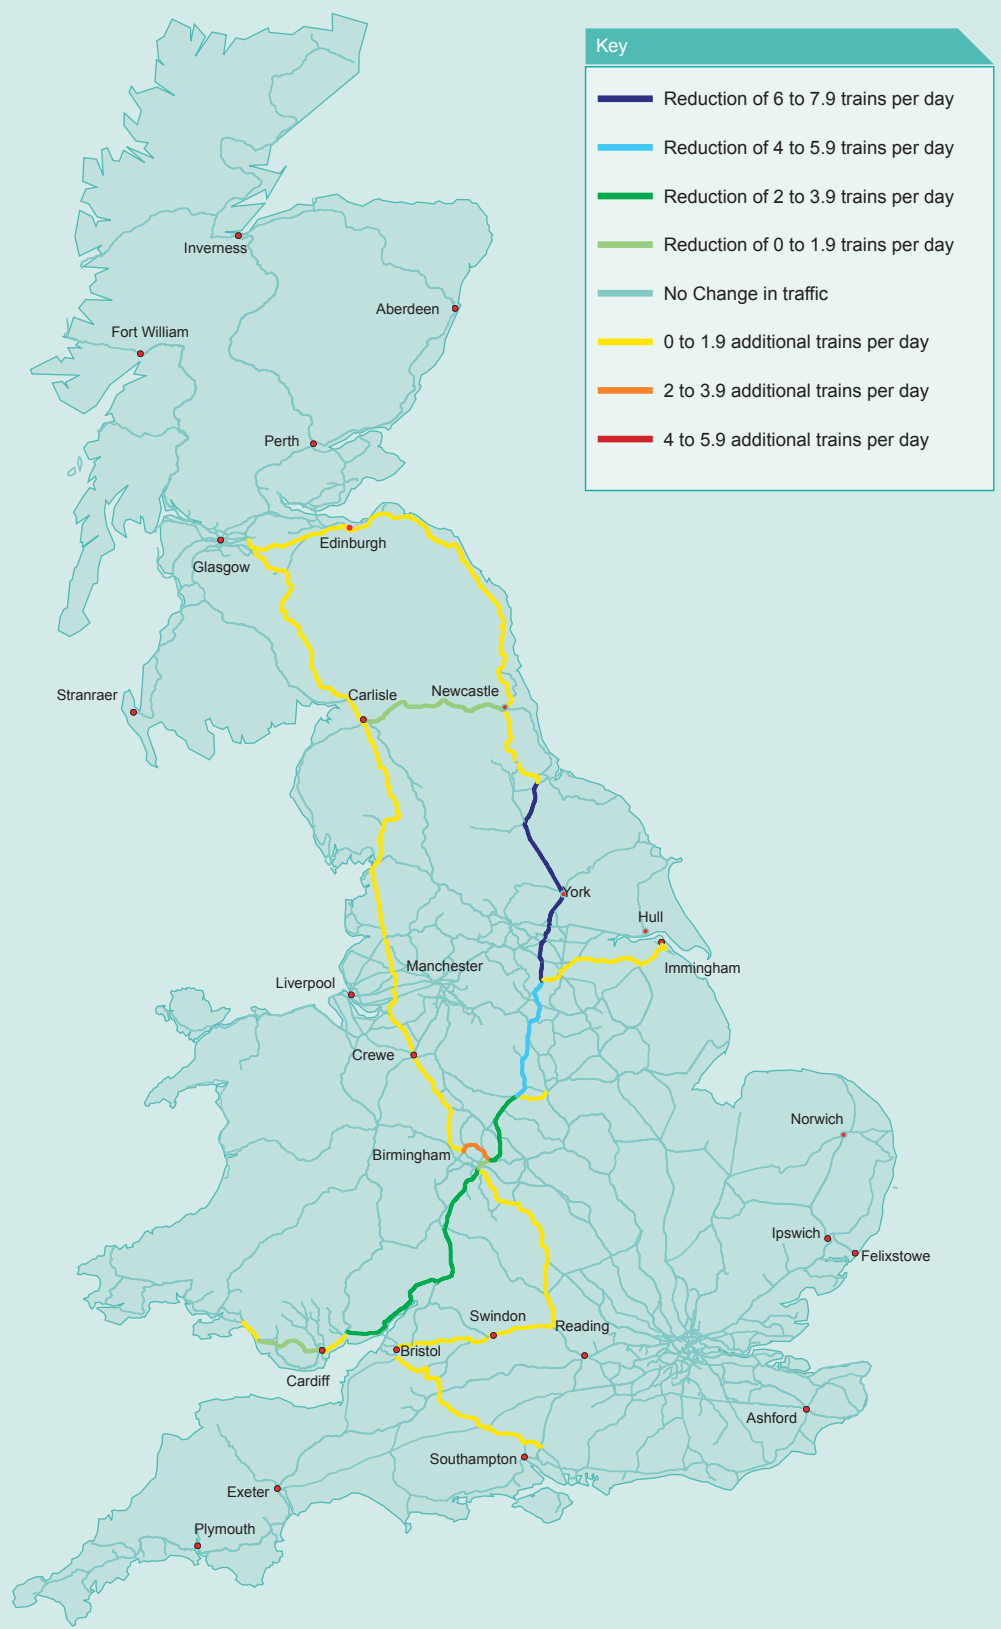 Key
Reduction of 6 to 7.9 trains per day
Reduction of 4 to 5.9 trains per day
Reduction of 2 to 3.9 trains per day
Reduction of 0 to 1.9 trains per day
No Change in traffic
0 to 1.9 additional trains per day
2 to 3.9 additional trains per day
4 to 5.9 additional trains per day
Inverness
Aberdeen
Fort William
Perth
Edinburgh
Glasgow
Stranraer
Carlisle
Newcastle
York
Hull
Immingham
Manchester
Liverpool
Crewe
Norwich
Birmingham
Ipswich
Felixstowe
Swindon
Reading
Bristol
Cardiff
Ashford
Southampton
Exeter
Plymouth